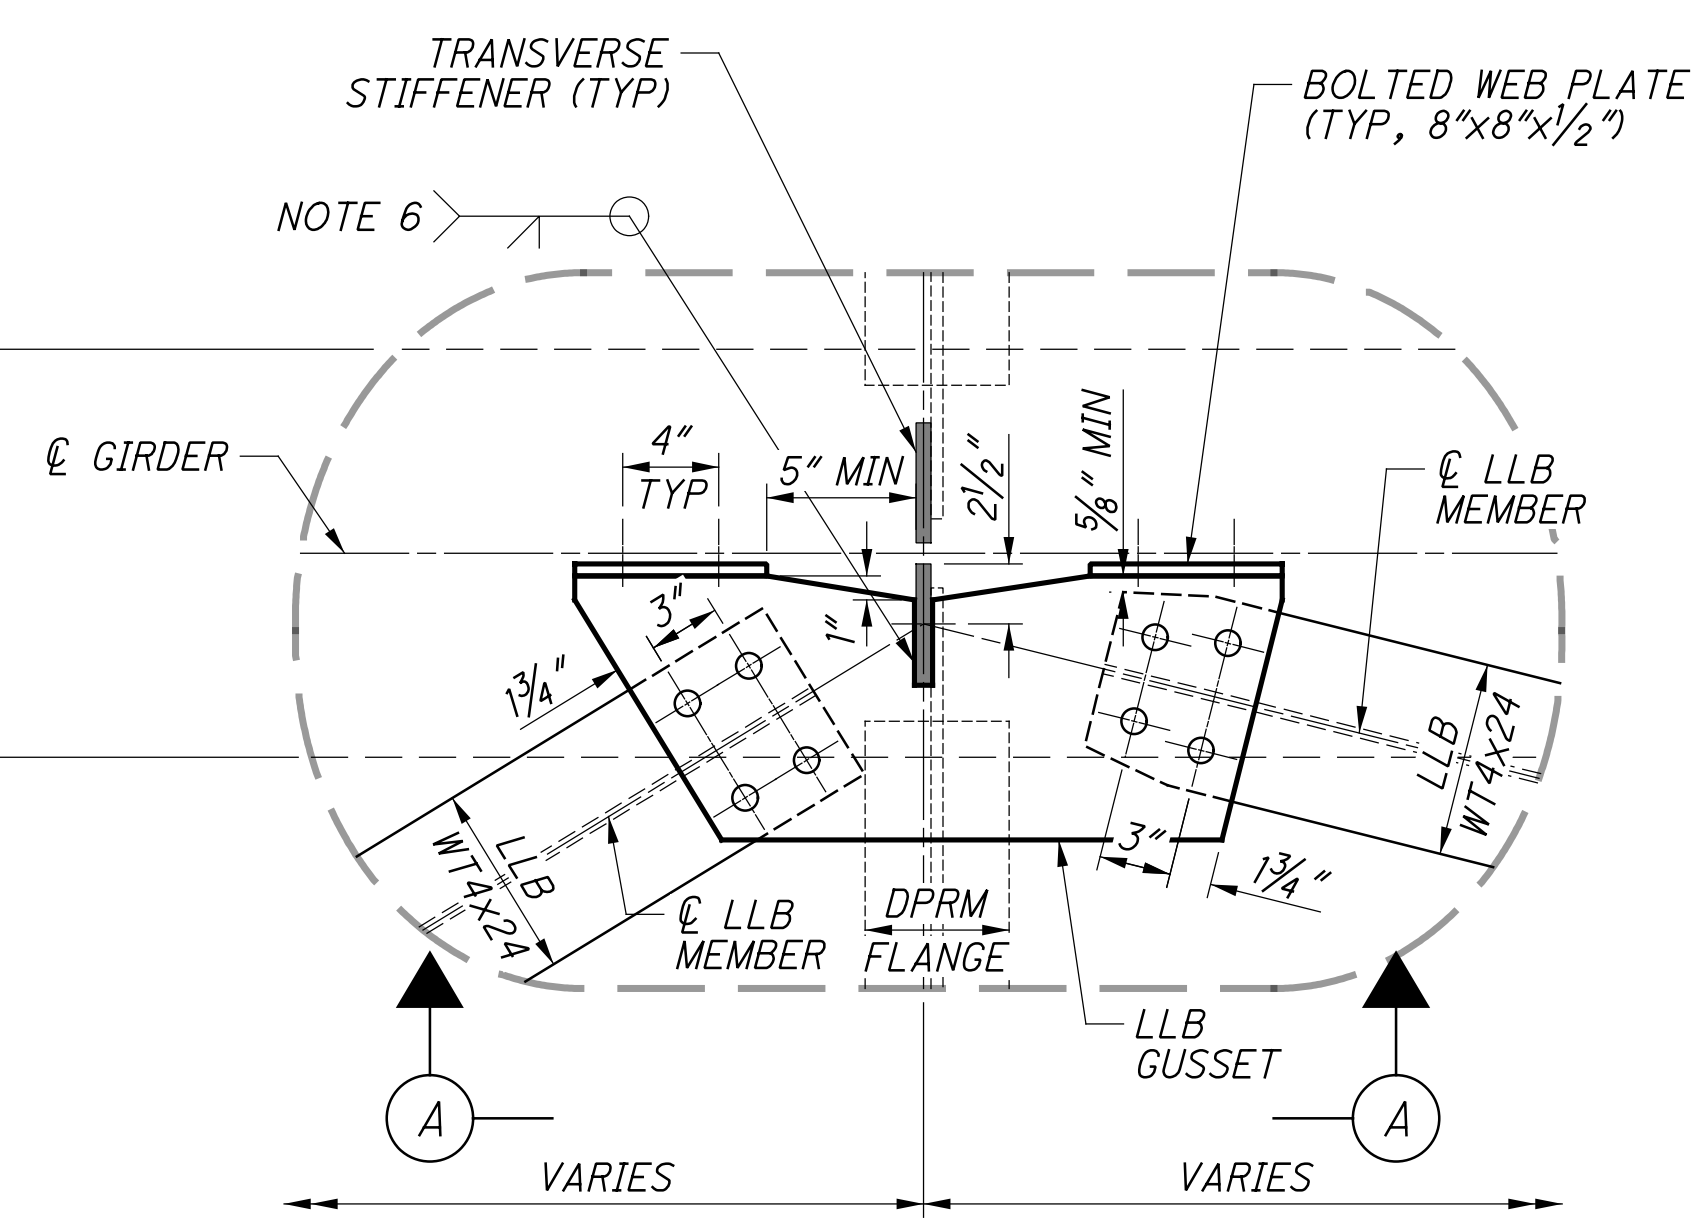 TRANSVERSE
STIFFENER (TYP)
BOLTED WEB PLATE
(TYP, 8"x8"x1/2")
NOTE 6
℄ GIRDER
4"
TYP
5" MIN
2 1/2"
5/8" MIN
℄ LLB
MEMBER
3"
1"
1 3/4"
LLB
WT4x24
LLB
WT4x24
3"
1 3/4"
℄ LLB
MEMBER
DPRM
FLANGE
LLB
GUSSET
A
A
VARIES
VARIES